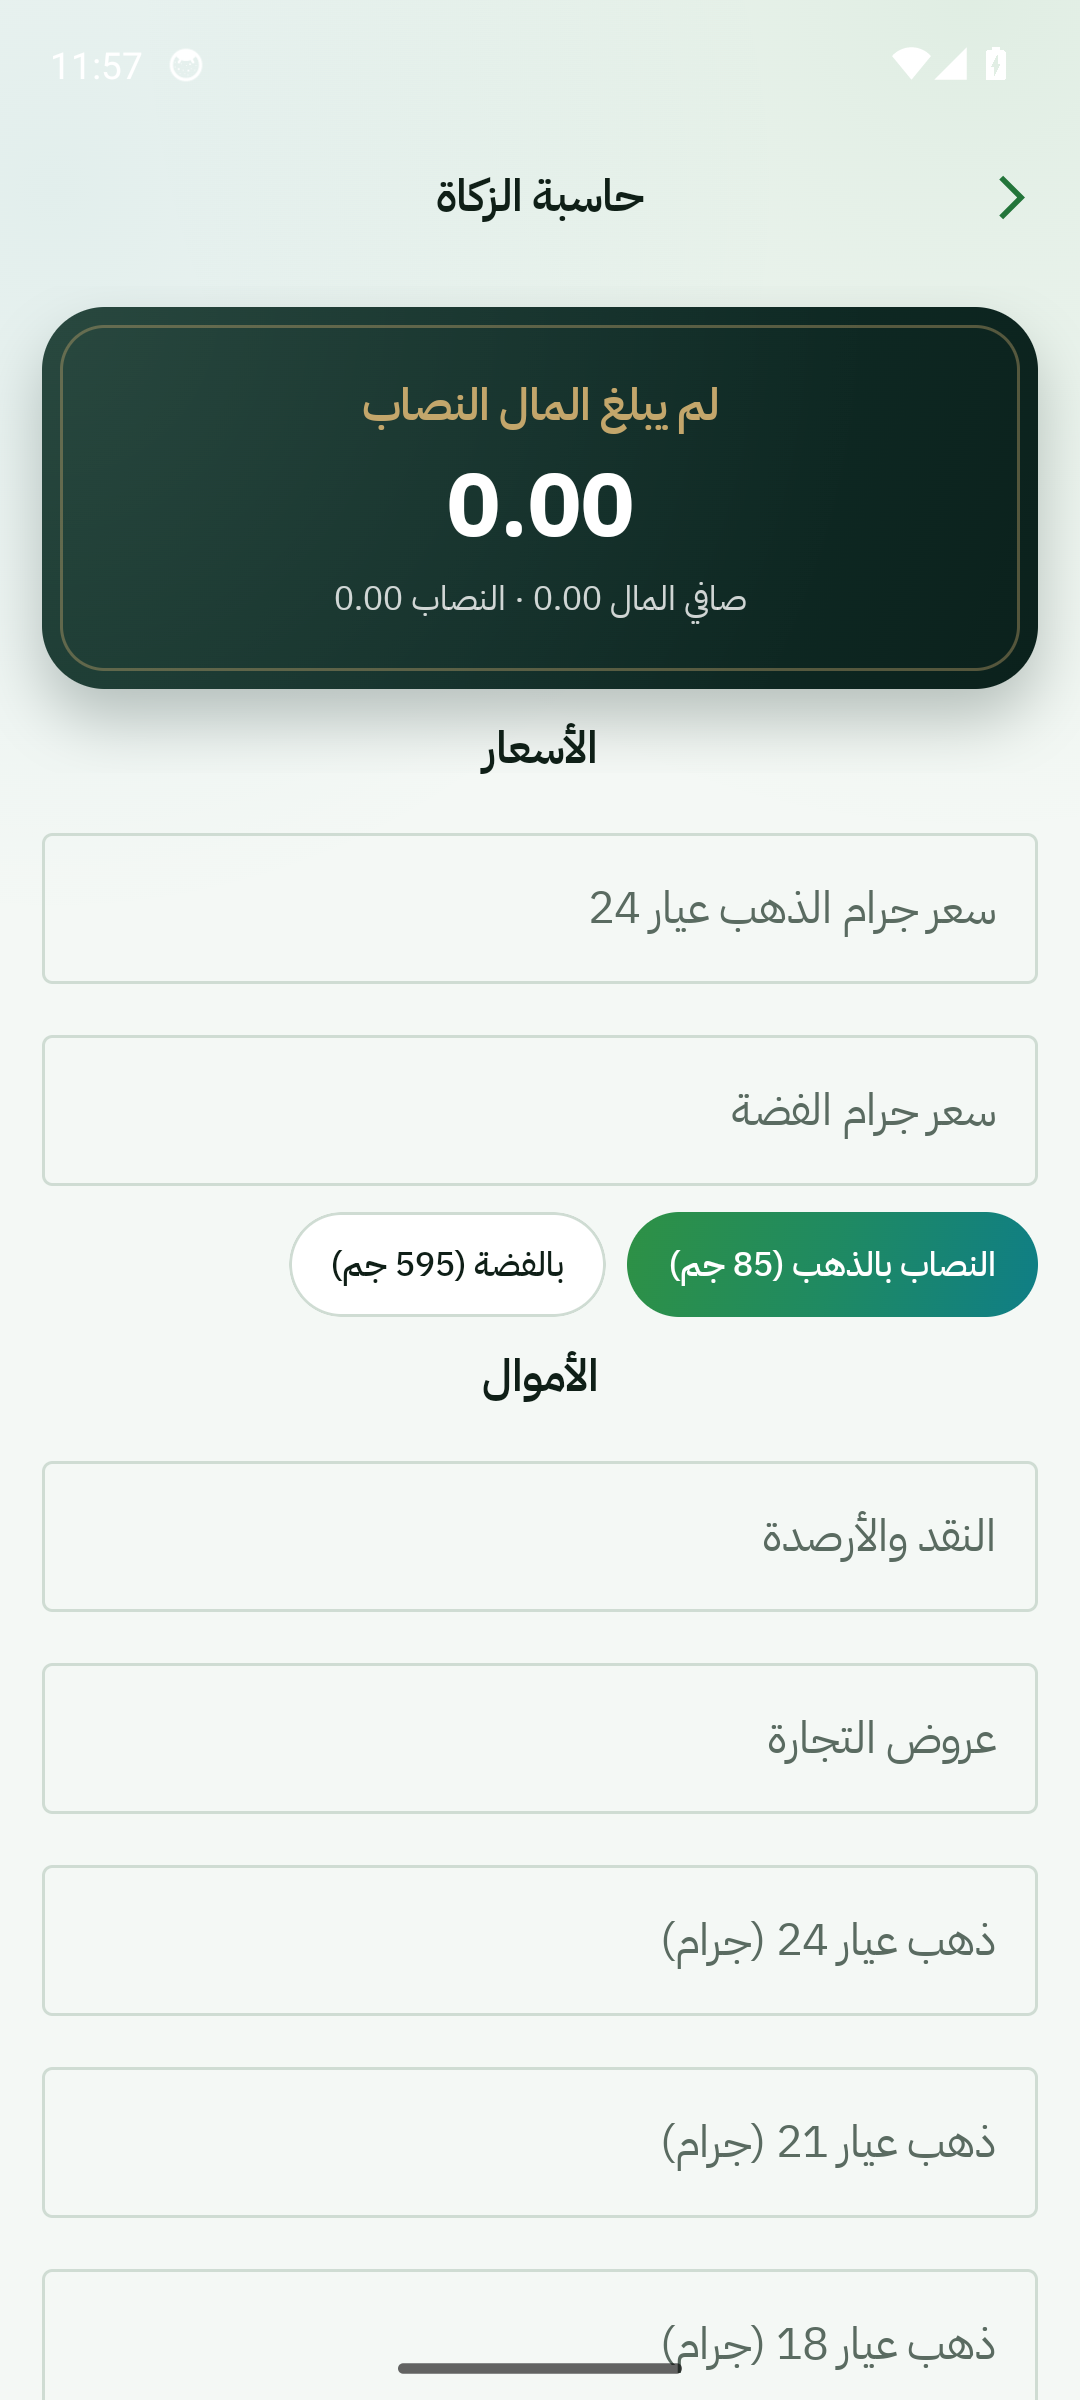 11:57
حاسبة الزكاة
لم يبلغ المال النصاب
0.00
صافي المال 0.00 · النصاب 0.00
الأسعار
سعر جرام الذهب عيار 24
سعر جرام الفضة
النصاب بالذهب (85 جم)
بالفضة (595 جم)
الأموال
النقد والأرصدة
عروض التجارة
ذهب عيار 24 (جرام)
ذهب عيار 21 (جرام)
ذهب عيار 18 (جرام)